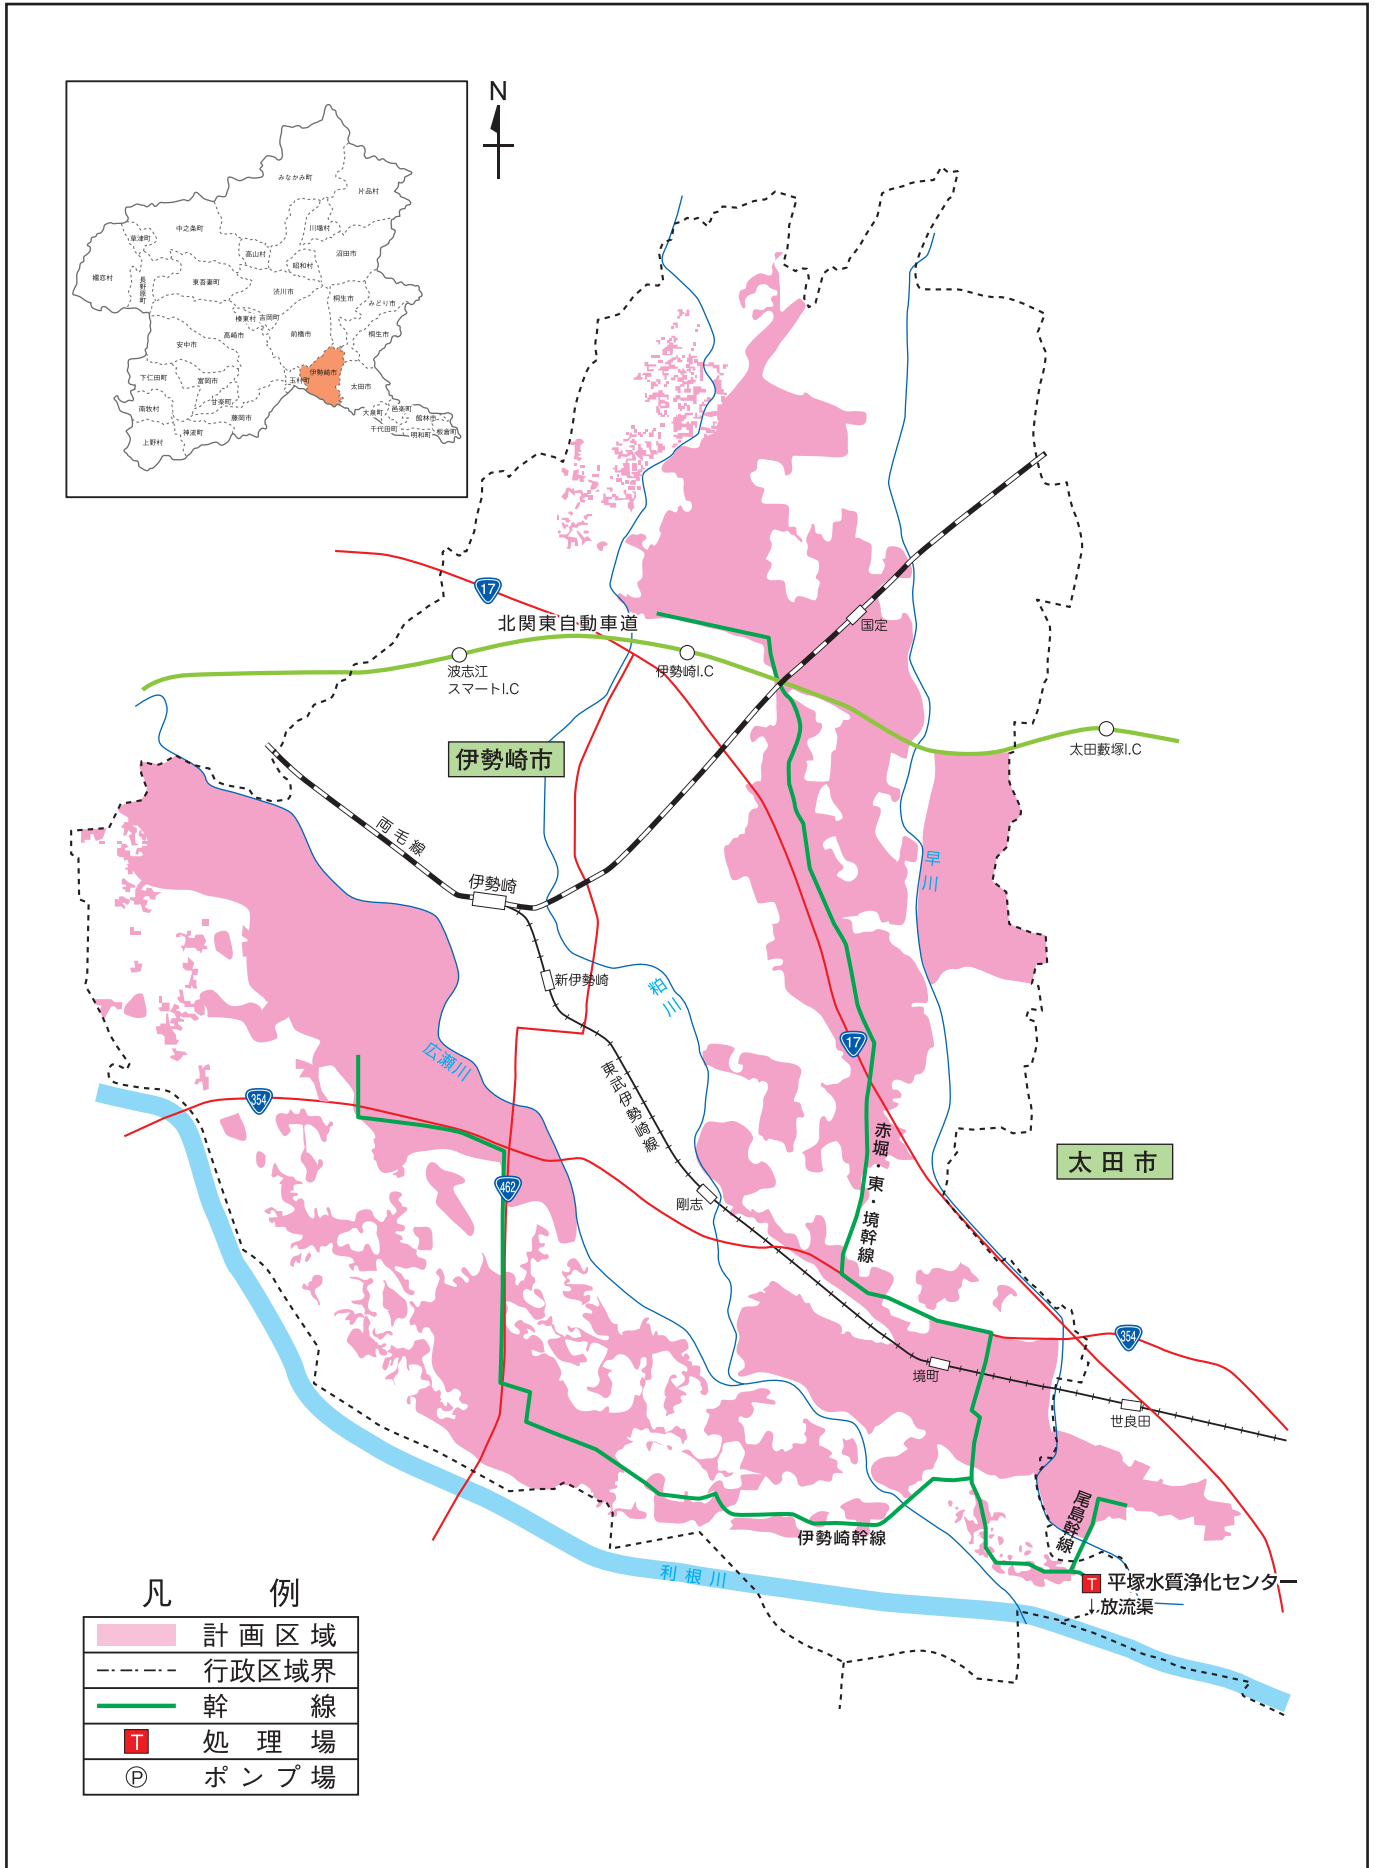 N
みなかみ町
片品村
中之条町
川場村
草津町
高山村
沼田市
昭和村
嬬恋村
長野原町
東吾妻町
渋川市
桐生市
みどり市
榛東村
吉岡町
高崎市
前橋市
桐生市
安中市
伊勢崎市
下仁田町
富岡市
玉村町
太田市
甘楽町
南牧村
藤岡市
大泉町
邑楽町
館林市
神流町
千代田町
明和町
板倉町
上野村
17
北関東自動車道
国定
波志江
スマートI.C
伊勢崎I.C
太田藪塚I.C
伊勢崎市
両毛線
伊勢崎
早川
新伊勢崎
粕川
17
広瀬川
東武伊勢崎線
354
赤堀・東・境幹線
太田市
462
剛志
354
境町
世良田
尾島幹線
伊勢崎幹線
利根川
T
平塚水質浄化センター
↓放流渠
凡例
計画区域
行政区域界
幹線
T 処理場
P ポンプ場